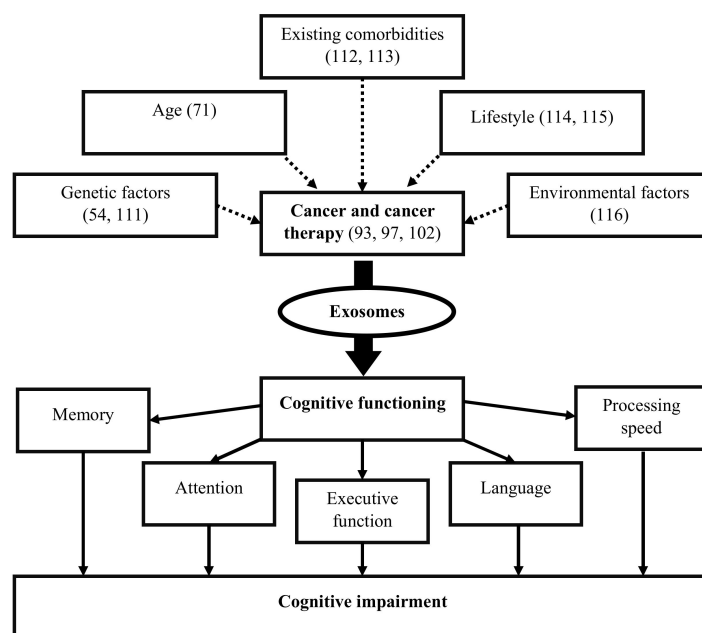 Existing comorbidities
(112, 113)
Age (71)
Lifestyle (114, 115)
Genetic factors
(54, 111)
Cancer and cancer
therapy (93, 97, 102)
Environmental factors
(116)
Exosomes
Memory
Cognitive functioning
Processing
speed
Attention
Executive
function
Language
Cognitive impairment